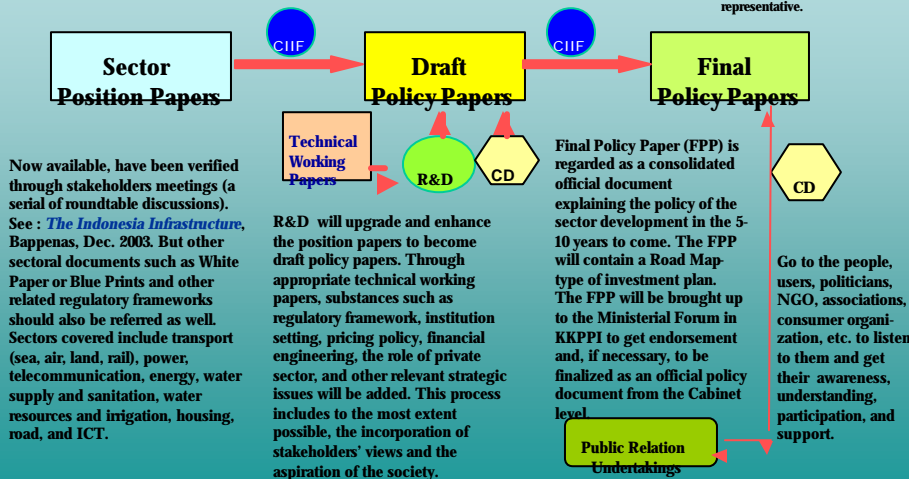 representative.
CIIF
CIIF
Sector
Position Papers
Draft
Policy Papers
Final
Policy Papers
Technical
Working
Papers
R&D
CD
CD
Now available, have been verified
through stakeholders meetings (a
serial of roundtable discussions).
See : The Indonesia Infrastructure,
Bappenas, Dec. 2003. But other
sectoral documents such as White
Paper or Blue Prints and other
related regulatory frameworks
should also be referred as well.
Sectors covered include transport
(sea, air, land, rail), power,
telecommunication, energy, water
supply and sanitation, water
resources and irrigation, housing,
road, and ICT.
R&D will upgrade and enhance
the position papers to become
draft policy papers. Through
appropriate technical working
papers, substances such as
regulatory framework, institution
setting, pricing policy, financial
engineering, the role of private
sector, and other relevant strategic
issues will be added. This process
includes to the most extent
possible, the incorporation of
stakeholders' views and the
aspiration of the society.
Final Policy Paper (FPP) is
regarded as a consolidated
official document
explaining the policy of the
sector development in the 5-
10 years to come. The FPP
will contain a Road Map-
type of investment plan.
The FPP will be brought up
to the Ministerial Forum in
KKPPI to get endorsement
and, if necessary, to be
finalized as an official policy
document from the Cabinet
level.
Go to the people,
users, politicians,
NGO, associations,
consumer organi-
zation, etc. to listen
to them and get
their awareness,
understanding,
participation, and
support.
Public Relation
Undertakings